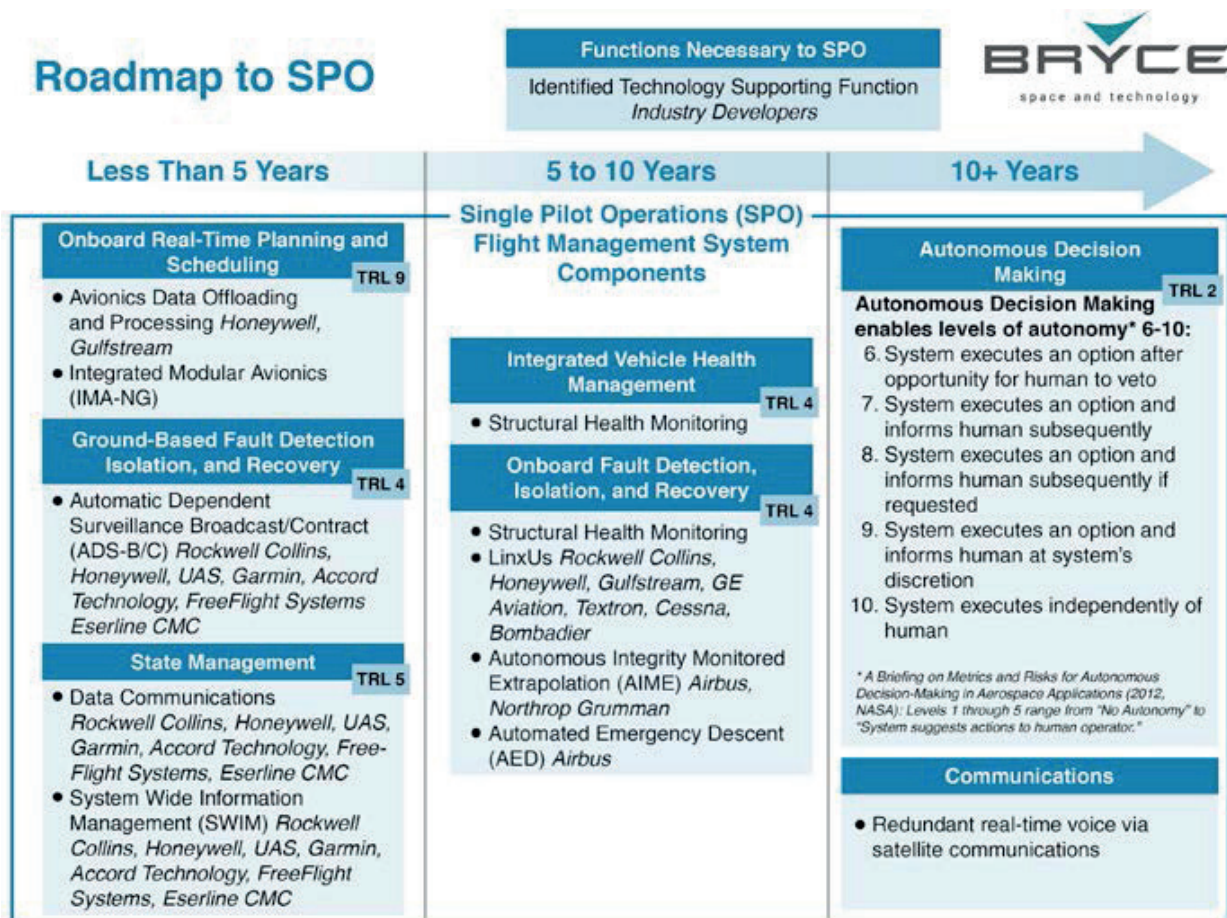 Roadmap to SPO
Functions Necessary to SPO
Identified Technology Supporting Function
Industry Developers
BRYCE
space and technology
Less Than 5 Years
5 to 10 Years
10+ Years
Single Pilot Operations (SPO)
Flight Management System
Components
Onboard Real-Time Planning and
Scheduling
TRL 9
• Avionics Data Offloading
and Processing Honeywell,
Gulfstream
• Integrated Modular Avionics
(IMA-NG)
Ground-Based Fault Detection
Isolation, and Recovery
TRL 4
• Automatic Dependent
Surveillance Broadcast/Contract
(ADS-B/C) Rockwell Collins,
Honeywell, UAS, Garmin, Accord
Technology, FreeFlight Systems
Eserline CMC
State Management
TRL 5
• Data Communications
Rockwell Collins, Honeywell, UAS,
Garmin, Accord Technology, Free-
Flight Systems, Eserline CMC
• System Wide Information
Management (SWIM) Rockwell
Collins, Honeywell, UAS, Garmin,
Accord Technology, FreeFlight
Systems, Eserline CMC
Integrated Vehicle Health
Management
TRL 4
• Structural Health Monitoring
Onboard Fault Detection,
Isolation, and Recovery
TRL 4
• Structural Health Monitoring
• LinxUs Rockwell Collins,
Honeywell, Gulfstream, GE
Aviation, Textron, Cessna,
Bombadier
• Autonomous Integrity Monitored
Extrapolation (AIME) Airbus,
Northrop Grumman
• Automated Emergency Descent
(AED) Airbus
Autonomous Decision
Making
TRL 2
Autonomous Decision Making
enables levels of autonomy* 6-10:
6. System executes an option after
opportunity for human to veto
7. System executes an option and
informs human subsequently
8. System executes an option and
informs human subsequently if
requested
9. System executes an option and
informs human at system's
discretion
10. System executes independently of
human
* A Briefing on Metrics and Risks for Autonomous
Decision-Making in Aerospace Applications (2012,
NASA): Levels 1 through 5 range from "No Autonomy" to
"System suggests actions to human operator."
Communications
• Redundant real-time voice via
satellite communications